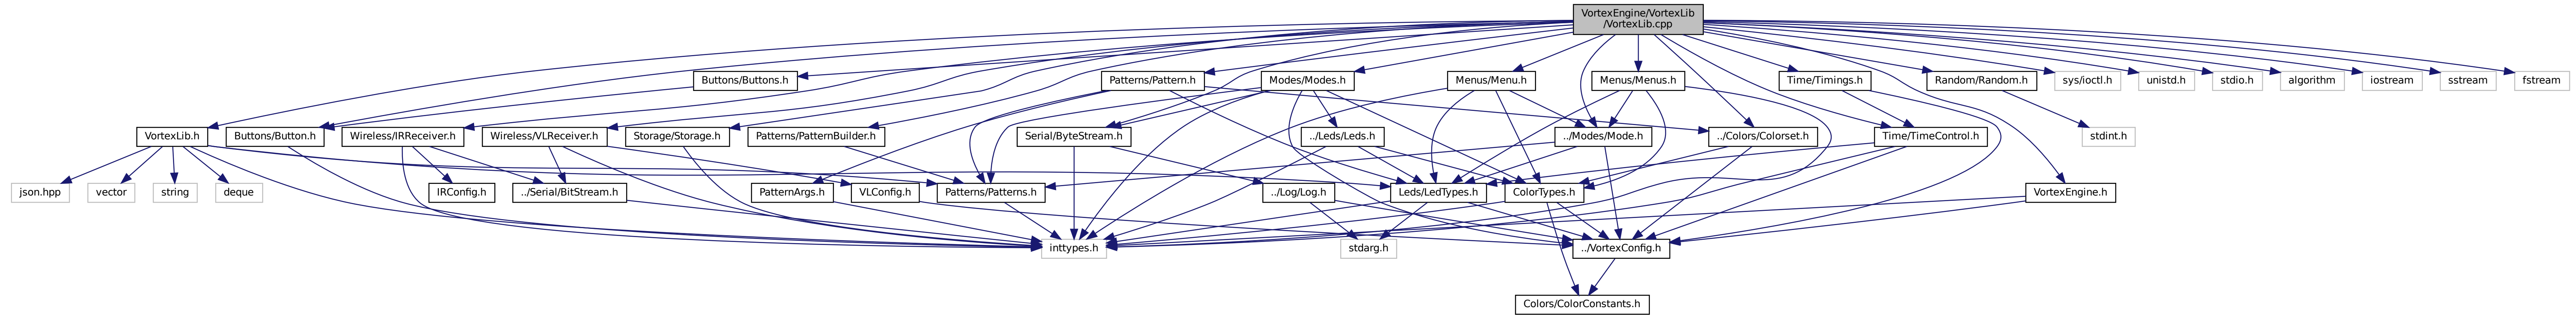 VortexEngine/VortexLib
/VortexLib.cpp
Buttons/Buttons.h
Patterns/Pattern.h
Modes/Modes.h
Menus/Menu.h
Menus/Menus.h
Time/Timings.h
Random/Random.h
sys/ioctl.h
unistd.h
stdio.h
algorithm
iostream
sstream
fstream
VortexLib.h
Buttons/Button.h
Wireless/IRReceiver.h
Wireless/VLReceiver.h
Storage/Storage.h
Patterns/PatternBuilder.h
Serial/ByteStream.h
../Leds/Leds.h
../Modes/Mode.h
../Colors/Colorset.h
Time/TimeControl.h
stdint.h
json.hpp
vector
string
deque
IRConfig.h
../Serial/BitStream.h
PatternArgs.h
VLConfig.h
Patterns/Patterns.h
../Log/Log.h
Leds/LedTypes.h
ColorTypes.h
VortexEngine.h
inttypes.h
stdarg.h
../VortexConfig.h
Colors/ColorConstants.h